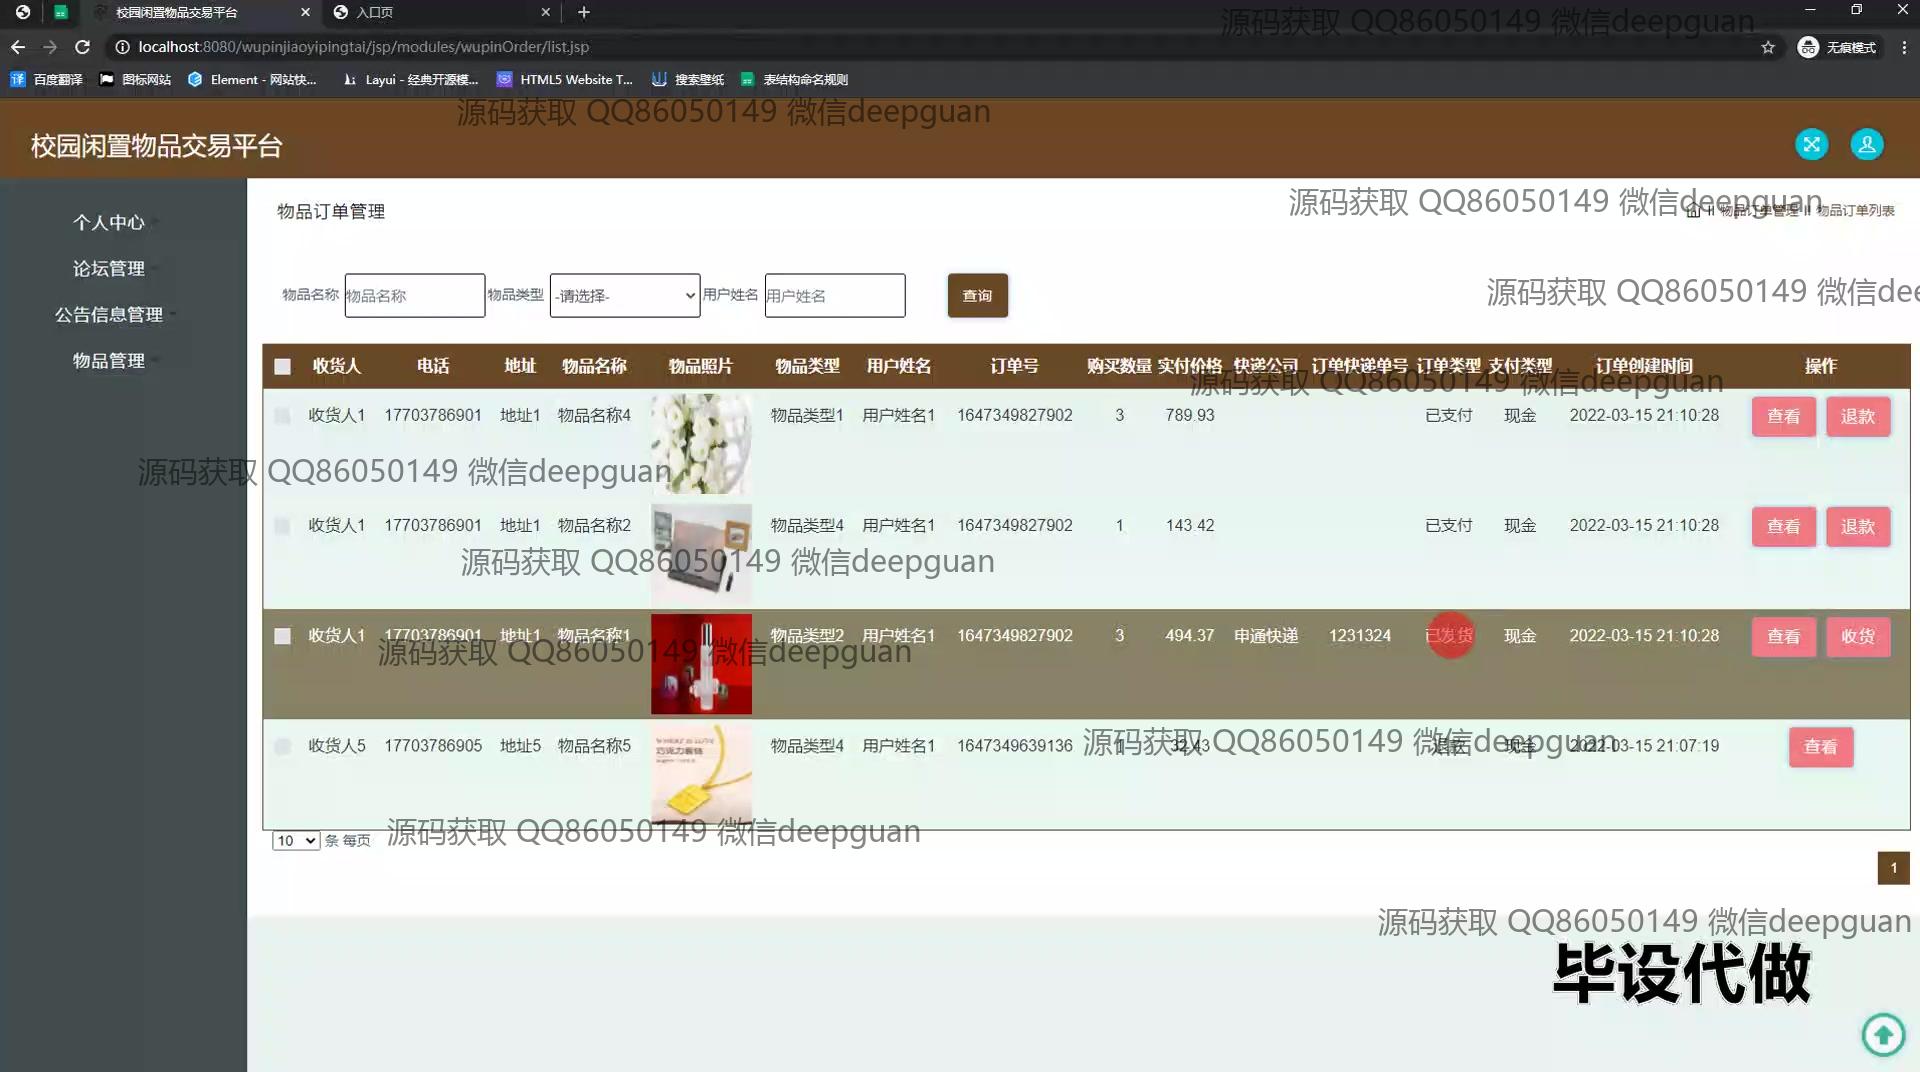 校园闲置物品交易平台
入口页
localhost:8080/wupinjiaoyipingtai/jsp/modules/wupinOrder/list.jsp
无痕模式
百度翻译
图标网站
Element - 网站快...
Layui - 经典开源模...
HTML5 Website T...
搜索壁纸
表结构命名规则
源码获取 QQ86050149 微信deepguan
源码获取 QQ86050149 微信deepguan
校园闲置物品交易平台
个人中心
论坛管理
公告信息管理
物品管理
物品订单管理
源码获取 QQ86050149 微信deepguan
物品订单管理 II 物品订单列表
源码获取 QQ86050149 微信dee
物品名称 物品名称 物品类型 -请选择- 用户姓名 用户姓名 查询
收货人 电话 地址 物品名称 物品照片 物品类型 用户姓名 订单号 购买数量 实付价格 快递公司 订单快递单号 订单类型 支付类型 订单创建时间 操作
源码获取 QQ86050149 微信deepguan
收货人1 17703786901 地址1 物品名称4 物品类型1 用户姓名1 1647349827902 3 789.93 已支付 现金 2022-03-15 21:10:28 查看 退款
源码获取 QQ86050149 微信deepguan
收货人1 17703786901 地址1 物品名称2 物品类型4 用户姓名1 1647349827902 1 143.42 已支付 现金 2022-03-15 21:10:28 查看 退款
源码获取 QQ86050149 微信deepguan
收货人1 17703786901 地址1 物品名称1 物品类型2 用户姓名1 1647349827902 3 494.37 申通快递 1231324 已发货 现金 2022-03-15 21:10:28 查看 收货
源码获取 QQ86050149 微信deepguan
收货人5 17703786905 地址5 物品名称5 物品类型4 用户姓名1 1647349639136 32.43 退款 现金 2022-03-15 21:07:19 查看
源码获取 QQ86050149 微信deepguan
巧克力
10 条 每页
源码获取 QQ86050149 微信deepguan
1
源码获取 QQ86050149 微信deepguan
毕设代做